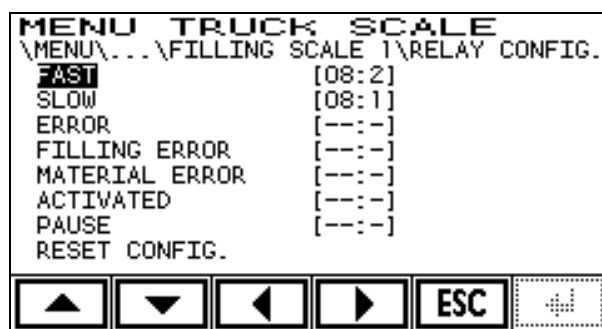 MENU TRUCK SCALE
\MENU\...\FILLING SCALE 1\RELAY CONFIG.
FAST [08:2]
SLOW [08:1]
ERROR [--:-]
FILLING ERROR [--:-]
MATERIAL ERROR [--:-]
ACTIVATED [--:-]
PAUSE [--:-]
RESET CONFIG.
ESC